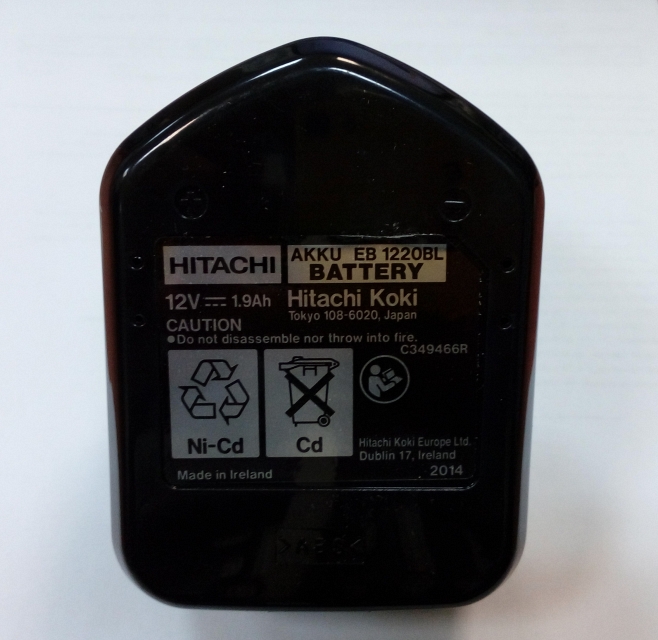 HITACHI
AKKU EB 1220BL
BATTERY
12V 1.9Ah
Hitachi Koki
Tokyo 108-6020, Japan
CAUTION
●Do not disassemble nor throw into fire.
C349466R
Ni-Cd
Cd
Hitachi Koki Europe Ltd.
Dublin 17, Ireland
Made in Ireland
2014
>ABS<